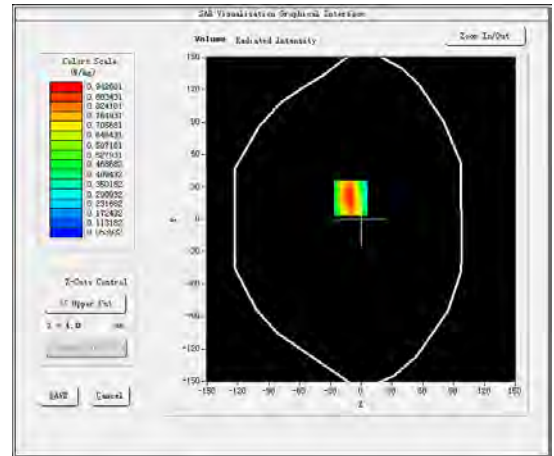 SAR Visualisation Graphical Interface
Volume Radiated Intensity
Zoom In/Out
Colors Scale
(W/kg)
0.942681
0.883431
0.824181
0.764931
0.705681
0.646431
0.587181
0.527931
0.468682
0.409432
0.350182
0.290932
0.231682
0.172432
0.113182
0.053932
150
120
90
60
30
0
-30
-60
-90
-120
-150
Y
-150 -120 -90 -60 -30 0 30 60 90 120 150
X
Z-Cuts Control
Upper Cut
Z = 4.0 mm
SAVE
Cancel